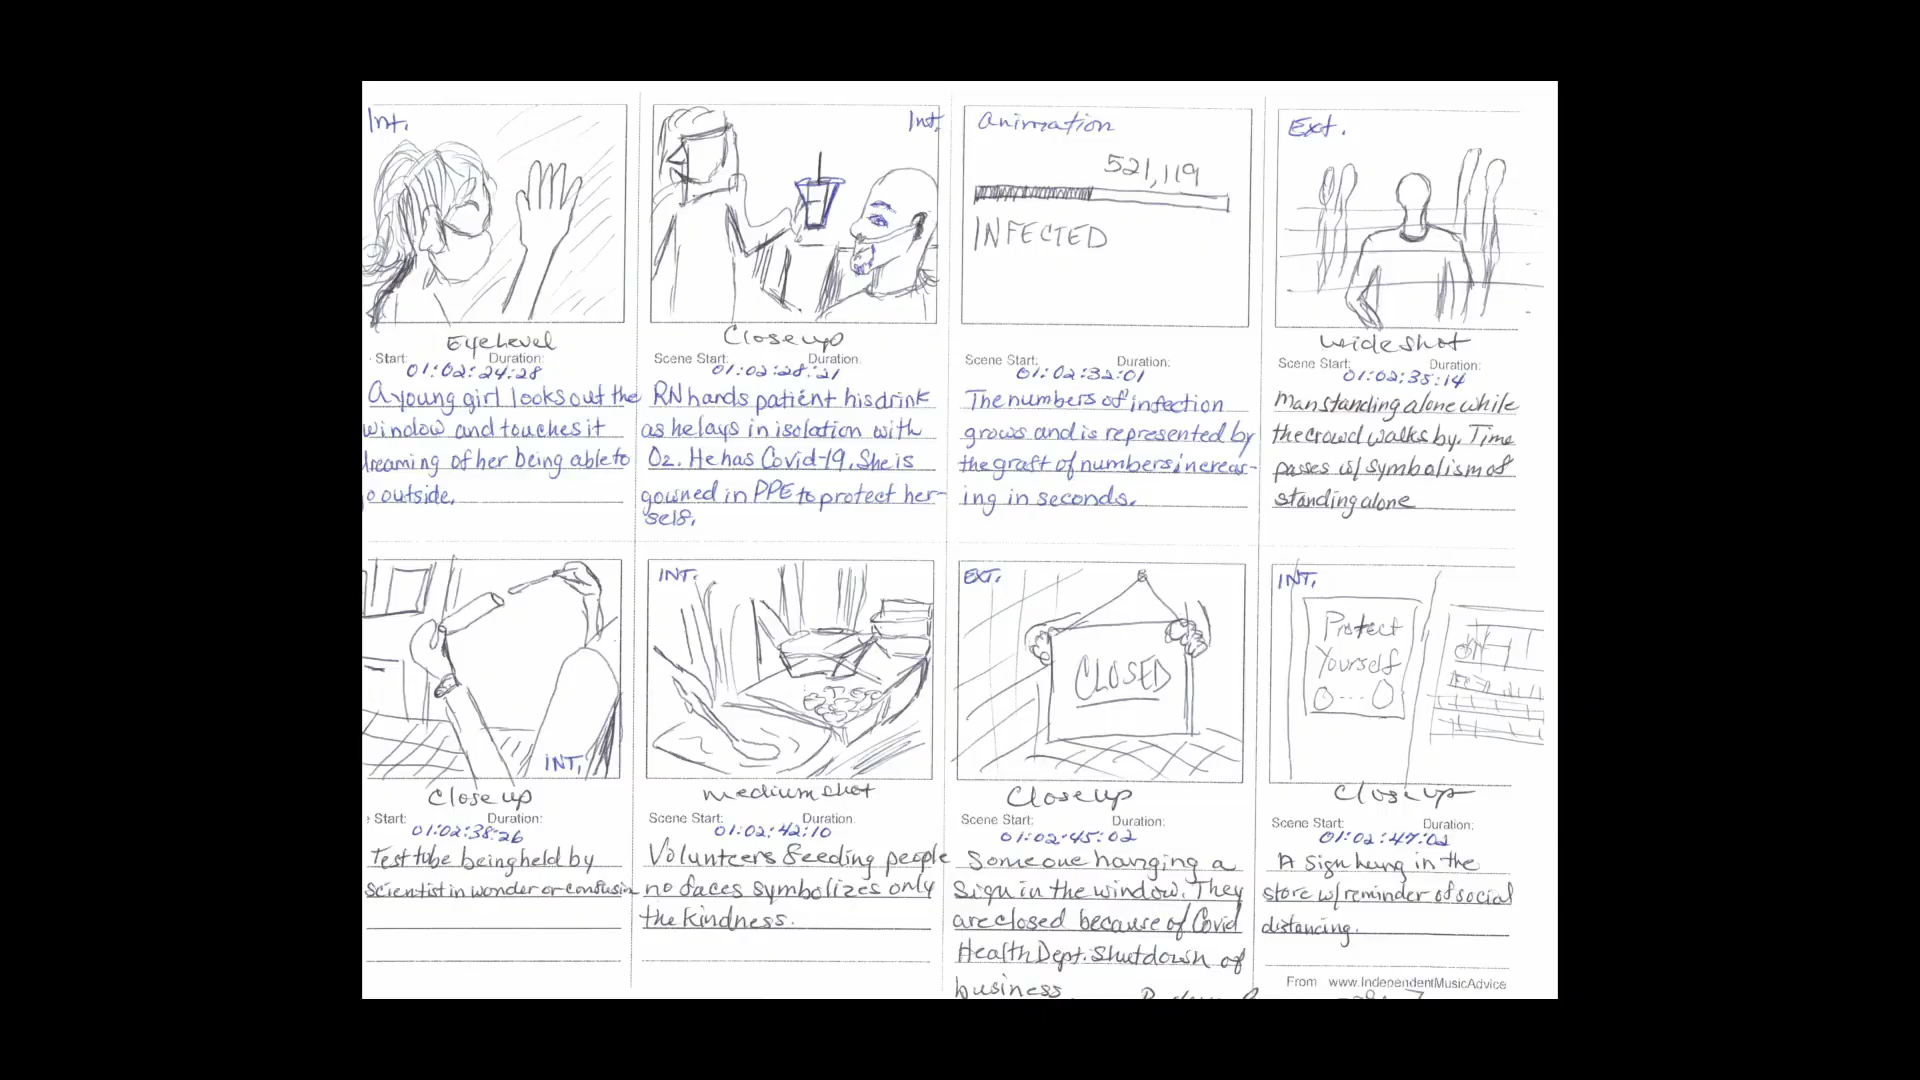 Int.
Eye Level
Start: Duration:
01:02:24:28
A young girl looks out the
window and touches it
dreaming of her being able to
o outside.
Int.
Close up
Scene Start: Duration:
01:02:28:21
RN hands patient his drink
as he lays in isolation with
O2. He has Covid-19. She is
gowned in PPE to protect her-
self.
Animation
521,119
INFECTED
Scene Start: Duration:
01:02:32:01
The numbers of infection
grows and is represented by
the graft of numbers increas-
ing in seconds.
Ext.
wide shot
Scene Start: Duration:
01:02:35:14
man standing alone while
the crowd walks by. Time
passes w/ symbolism of
standing alone
INT.
Close up
Start: Duration:
01:02:38:26
Test tube being held by
scientist in wonder or confusin
INT.
medium shot
Scene Start: Duration:
01:02:42:10
Volunteers feeding people
no faces symbolizes only
the kindness.
EXT.
CLOSED
Close up
Scene Start: Duration:
01:02:45:02
Someone hanging a
sign in the window. They
are closed because of Covid
Health Dept. Shutdown of
business.
INT.
Protect
Yourself
O---O
Close up
Scene Start: Duration:
01:02:47:02
A sign hung in the
store w/ reminder of social
distancing.
From www.IndependentMusicAdvice